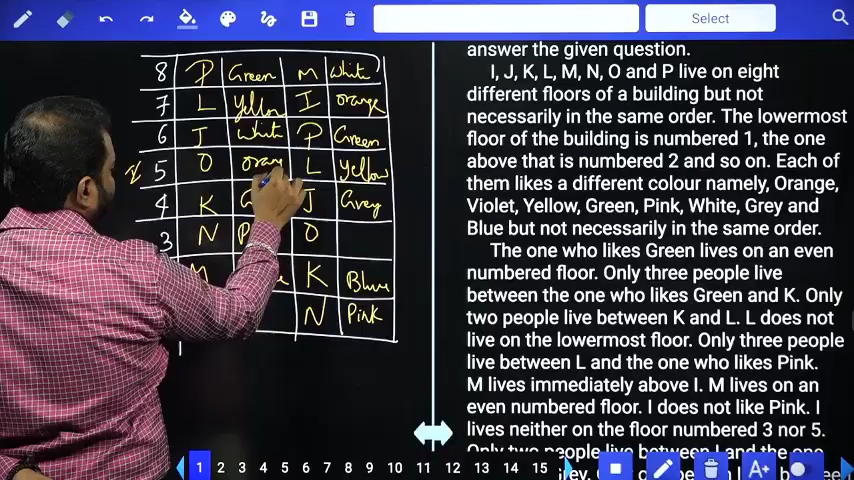 Select
8 P Green M White
7 L Yellow I orange
6 J white P Green
5 O L Yellow
4 K J Grey
3 N O
K Blue
N Pink
answer the given question.
I, J, K, L, M, N, O and P live on eight
different floors of a building but not
necessarily in the same order. The lowermost
floor of the building is numbered 1, the one
above that is numbered 2 and so on. Each of
them likes a different colour namely, Orange,
Violet, Yellow, Green, Pink, White, Grey and
Blue but not necessarily in the same order.
The one who likes Green lives on an even
numbered floor. Only three people live
between the one who likes Green and K. Only
two people live between K and L. L does not
live on the lowermost floor. Only three people
live between L and the one who likes Pink.
M lives immediately above I. M lives on an
even numbered floor. I does not like Pink. I
lives neither on the floor numbered 3 nor 5.
Only two people live between I and the one
1 2 3 4 5 6 7 8 9 10 11 12 13 14 15
A+